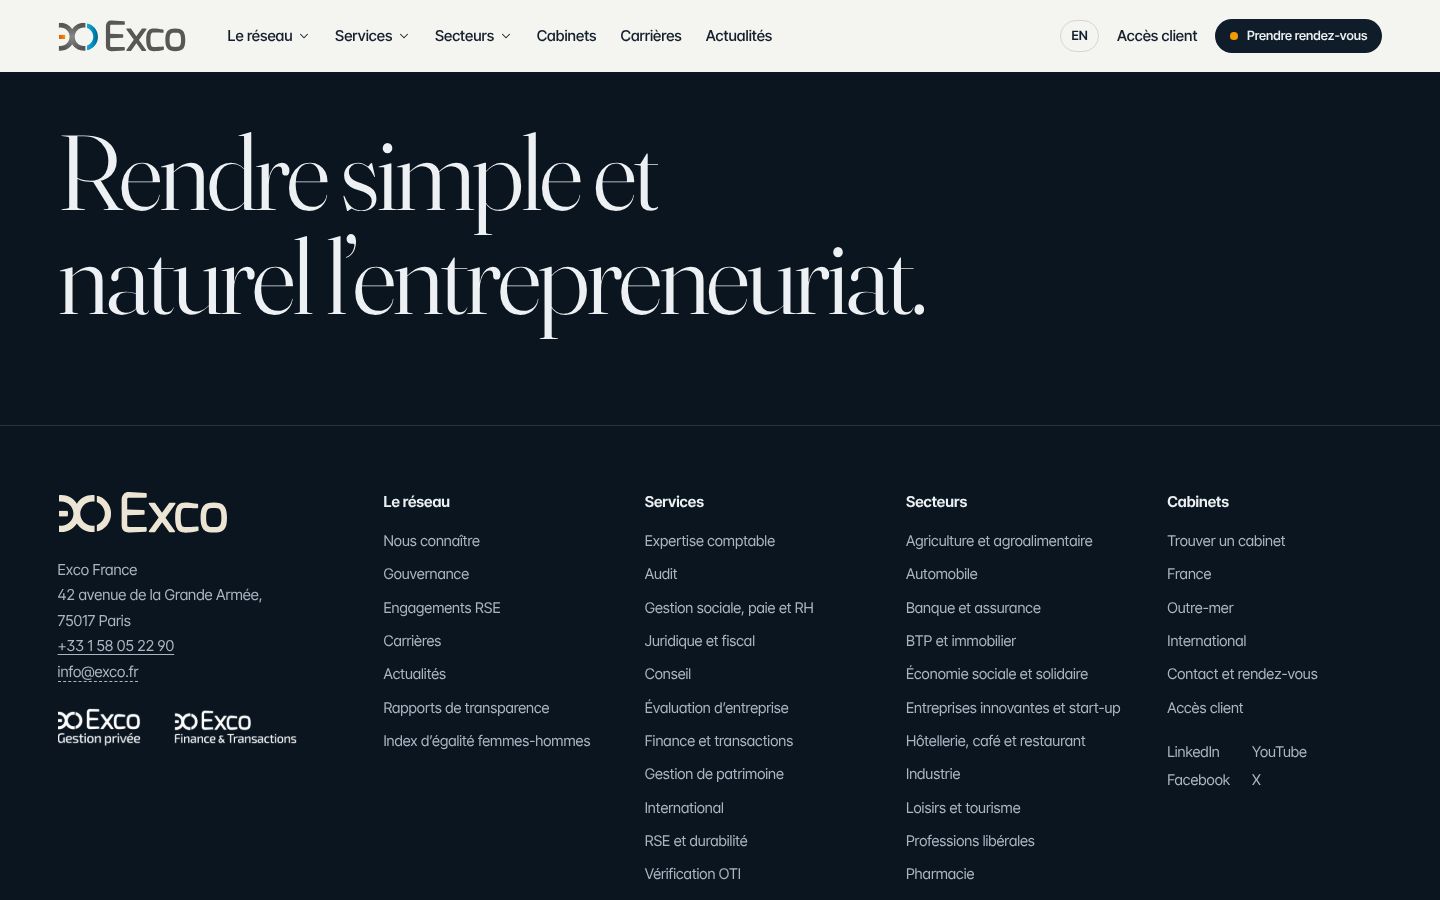 Exco
Le réseau
Services
Secteurs
Cabinets
Carrières
Actualités
EN
Accès client
Prendre rendez-vous
Rendre simple et
naturel l’entrepreneuriat.
Exco
Exco France
42 avenue de la Grande Armée,
75017 Paris
+33 1 58 05 22 90
info@exco.fr
Exco
Gestion privée
Exco
Finance & Transactions
Le réseau
Nous connaître
Gouvernance
Engagements RSE
Carrières
Actualités
Rapports de transparence
Index d’égalité femmes-hommes
Services
Expertise comptable
Audit
Gestion sociale, paie et RH
Juridique et fiscal
Conseil
Évaluation d’entreprise
Finance et transactions
Gestion de patrimoine
International
RSE et durabilité
Vérification OTI
Secteurs
Agriculture et agroalimentaire
Automobile
Banque et assurance
BTP et immobilier
Économie sociale et solidaire
Entreprises innovantes et start-up
Hôtellerie, café et restaurant
Industrie
Loisirs et tourisme
Professions libérales
Pharmacie
Cabinets
Trouver un cabinet
France
Outre-mer
International
Contact et rendez-vous
Accès client
LinkedIn
YouTube
Facebook
X